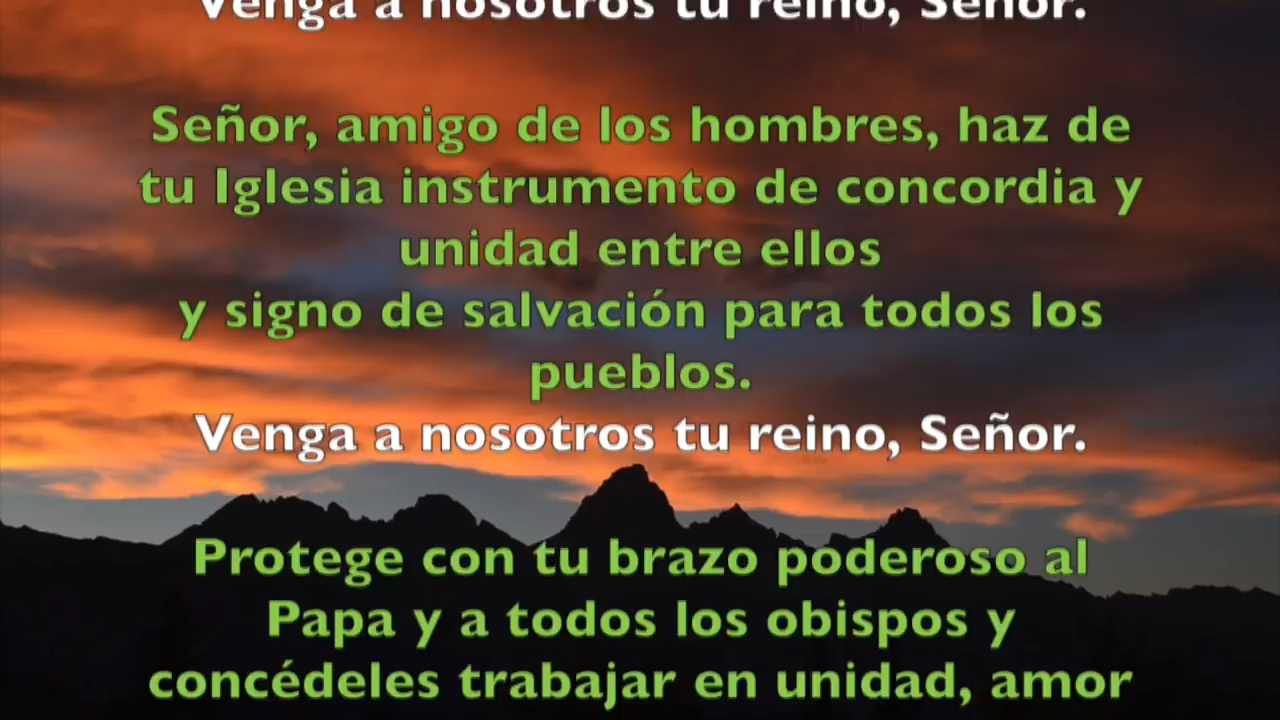 Venga a nosotros tu reino, Señor.
Señor, amigo de los hombres, haz de
tu Iglesia instrumento de concordia y
unidad entre ellos
y signo de salvación para todos los
pueblos.
Venga a nosotros tu reino, Señor.
Protege con tu brazo poderoso al
Papa y a todos los obispos y
concédeles trabajar en unidad, amor